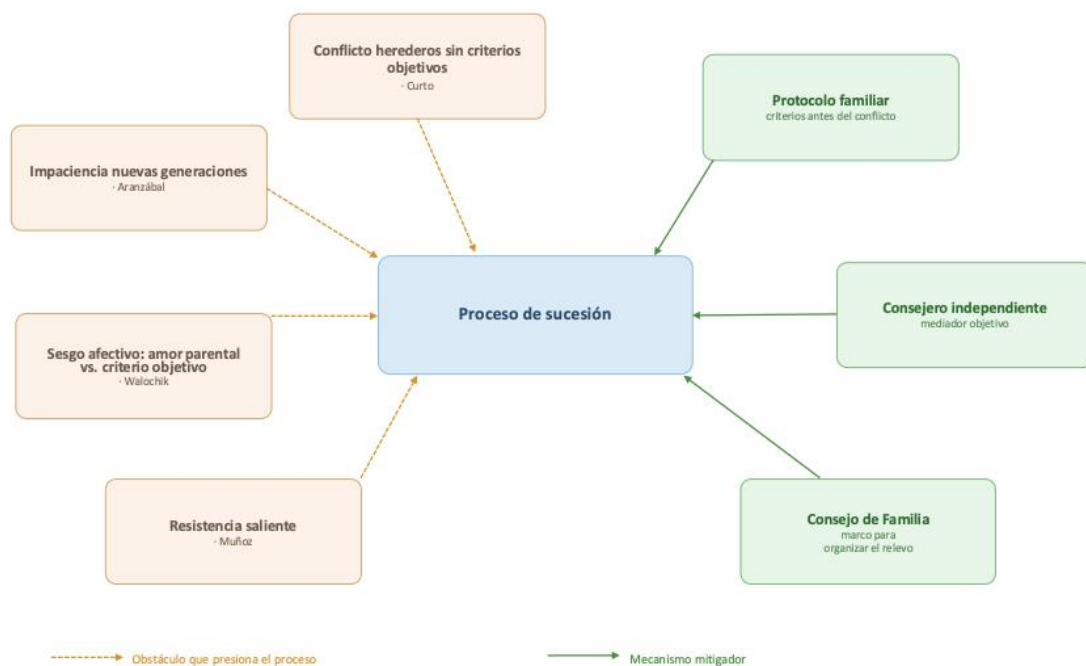 Conflicto herederos sin criterios
objetivos
· Curto
Protocolo familiar
criterios antes del conflicto
Impaciencia nuevas generaciones
· Aranzábal
Proceso de sucesión
Consejero independiente
mediador objetivo
Sesgo afectivo: amor parental
vs. criterio objetivo
· Walochik
Resistencia saliente
· Muñoz
Consejo de Familia
marco para
organizar el relevo
Obstáculo que presiona el proceso
Mecanismo mitigador